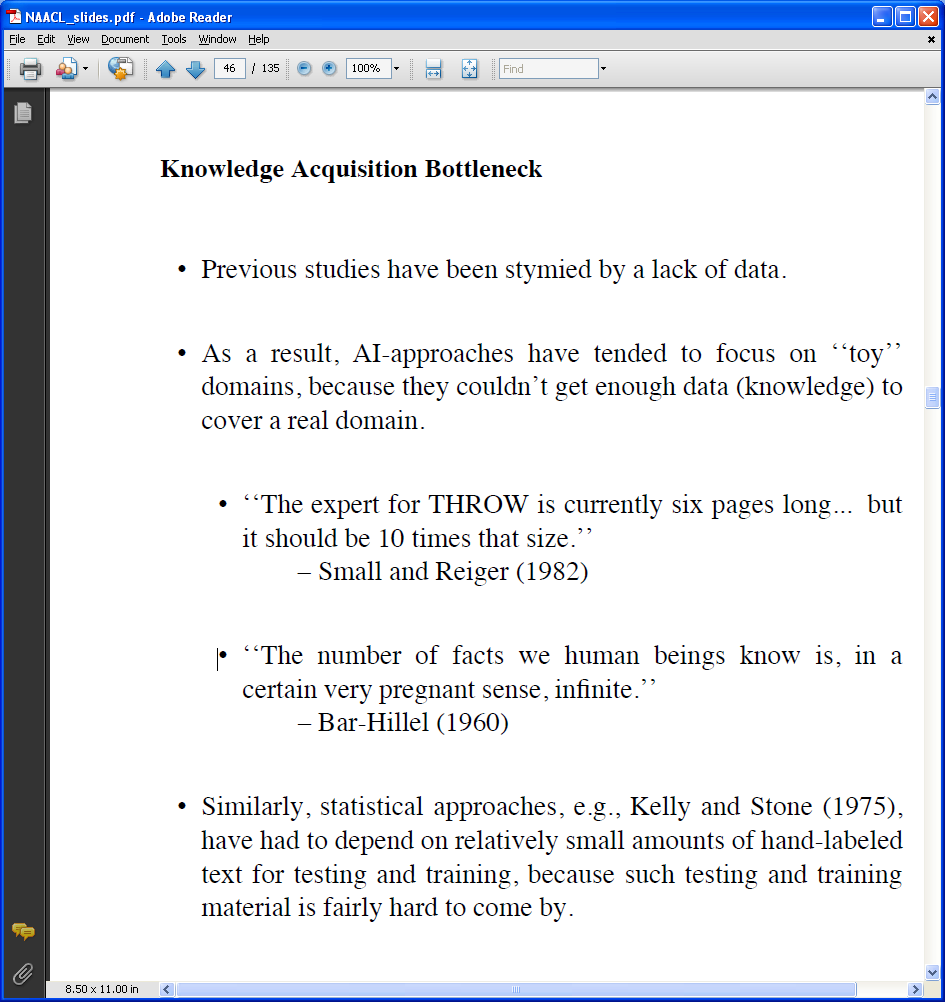 NAACL_slides.pdf - Adobe Reader
File Edit View Document Tools Window Help
46 / 135 100% Find
Knowledge Acquisition Bottleneck
• Previous studies have been stymied by a lack of data.
• As a result, AI-approaches have tended to focus on ‘‘toy’’
domains, because they couldn’t get enough data (knowledge) to
cover a real domain.
• ‘‘The expert for THROW is currently six pages long... but
it should be 10 times that size.’’
– Small and Reiger (1982)
• ‘‘The number of facts we human beings know is, in a
certain very pregnant sense, infinite.’’
– Bar-Hillel (1960)
• Similarly, statistical approaches, e.g., Kelly and Stone (1975),
have had to depend on relatively small amounts of hand-labeled
text for testing and training, because such testing and training
material is fairly hard to come by.
8.50 x 11.00 in